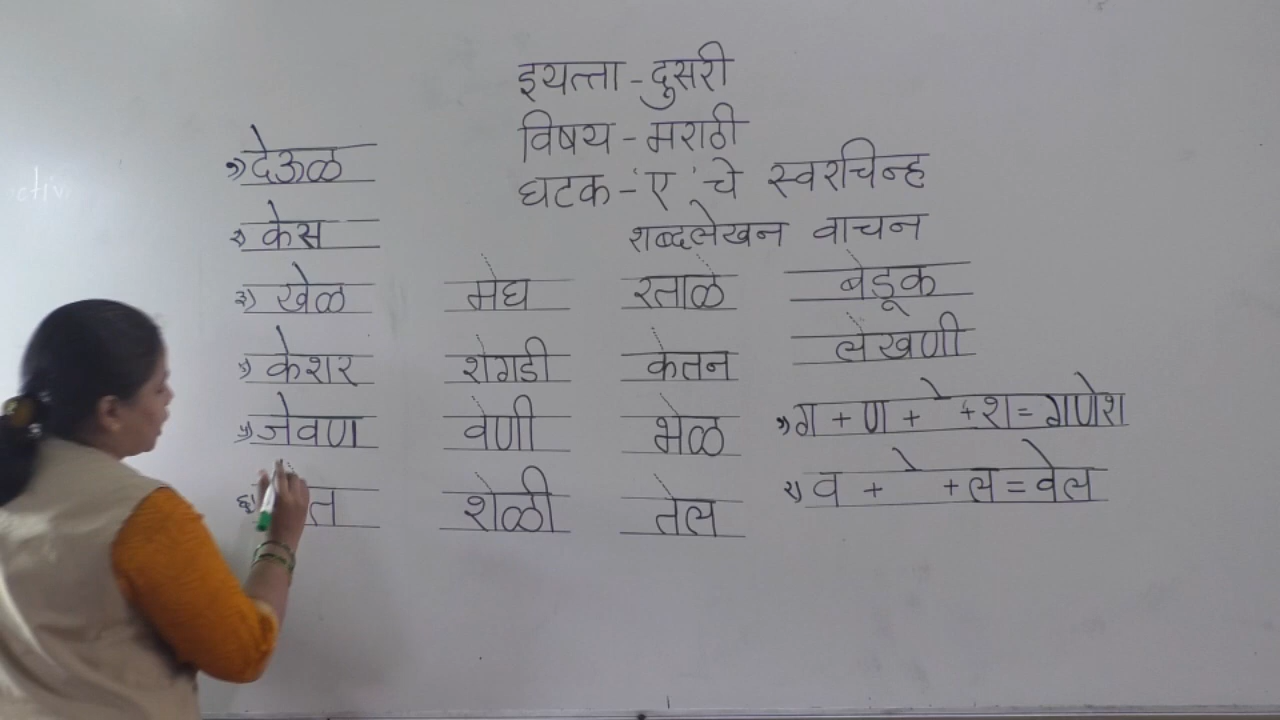 इयत्ता - दुसरी
विषय - मराठी
घटक - 'ए' चे स्वरचिन्ह
शब्दलेखन वाचन
१) देऊळ
२) केस
३) खेळ
४) केशर
५) जेवण
६) त
मेघ
शेगडी
वेणी
शेळी
रताळे
केतन
भेळ
तेल
बेडूक
लेखणी
१) ग + ण + े + श = गणेश
२) व + े + ल = वेल